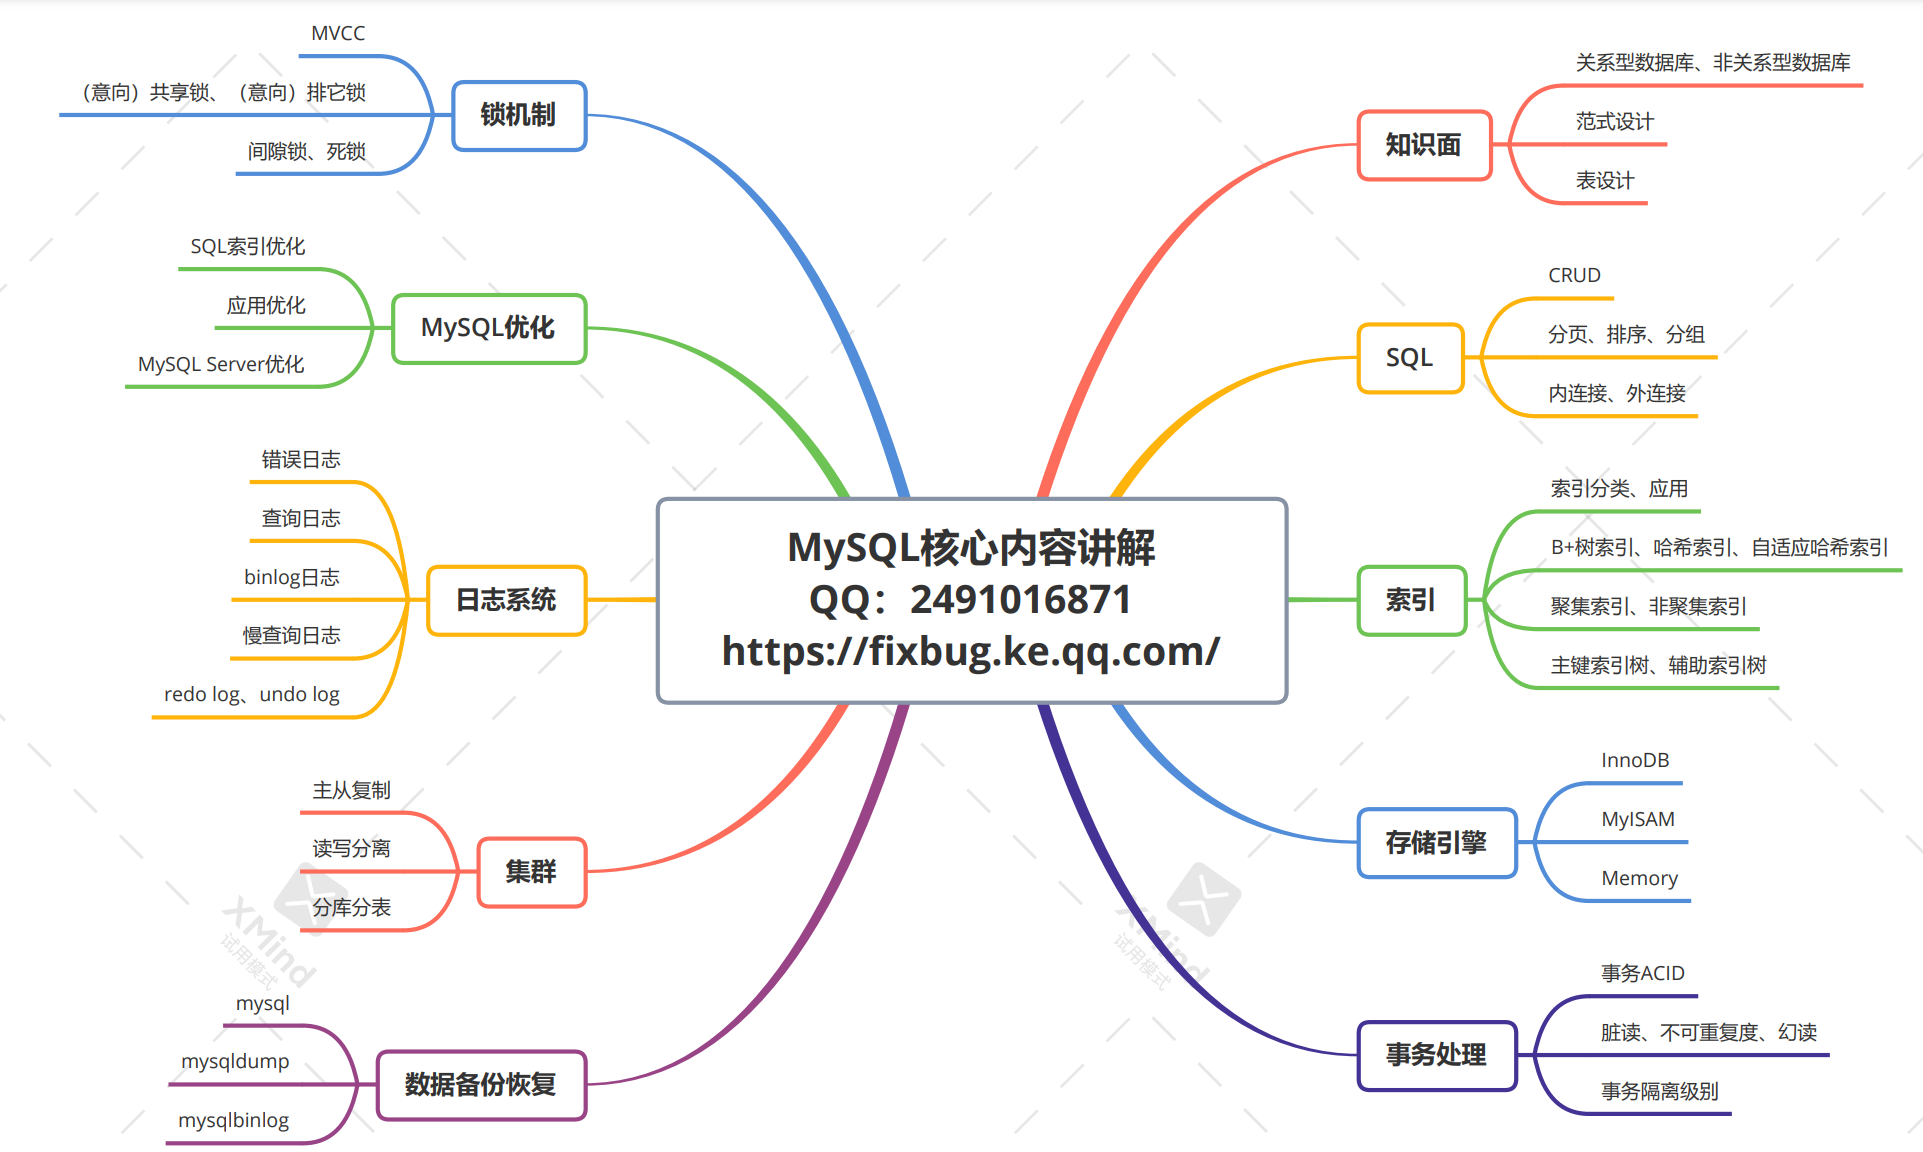 MySQL核心内容讲解
QQ：2491016871
https://fixbug.ke.qq.com/
知识面
关系型数据库、非关系型数据库
范式设计
表设计
SQL
CRUD
分页、排序、分组
内连接、外连接
索引
索引分类、应用
B+树索引、哈希索引、自适应哈希索引
聚集索引、非聚集索引
主键索引树、辅助索引树
存储引擎
InnoDB
MyISAM
Memory
事务处理
事务ACID
脏读、不可重复度、幻读
事务隔离级别
锁机制
MVCC
（意向）共享锁、（意向）排它锁
间隙锁、死锁
MySQL优化
SQL索引优化
应用优化
MySQL Server优化
日志系统
错误日志
查询日志
binlog日志
慢查询日志
redo log、undo log
集群
主从复制
读写分离
分库分表
数据备份恢复
mysql
mysqldump
mysqlbinlog
XMind
试用模式
XMind
试用模式